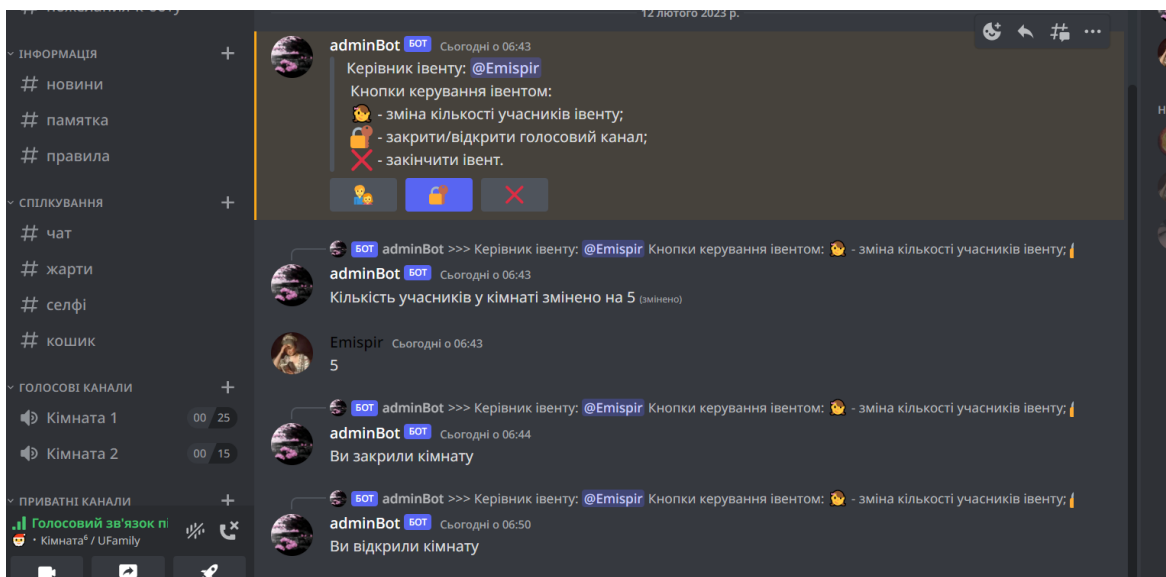 ІНФОРМАЦІЯ
# новини
# памятка
# правила
СПІЛКУВАННЯ
# чат
# жарти
# селфі
# кошик
ГОЛОСОВІ КАНАЛИ
Кімната 1 00 / 25
Кімната 2 00 / 15
ПРИВАТНІ КАНАЛИ
Голосовий зв'язок пі
Кімната⁶ / UFamily
12 лютого 2023 р.
adminBot БОТ Сьогодні о 06:43
Керівник івенту: @Emispir
Кнопки керування івентом:
- зміна кількості учасників івенту;
- закрити/відкрити голосовий канал;
- закінчити івент.
БОТ adminBot >>> Керівник івенту: @Emispir Кнопки керування івентом: - зміна кількості учасників івенту;
adminBot БОТ Сьогодні о 06:43
Кількість учасників у кімнаті змінено на 5 (змінено)
Emispir Сьогодні о 06:43
5
БОТ adminBot >>> Керівник івенту: @Emispir Кнопки керування івентом: - зміна кількості учасників івенту;
adminBot БОТ Сьогодні о 06:44
Ви закрили кімнату
БОТ adminBot >>> Керівник івенту: @Emispir Кнопки керування івентом: - зміна кількості учасників івенту;
adminBot БОТ Сьогодні о 06:50
Ви відкрили кімнату